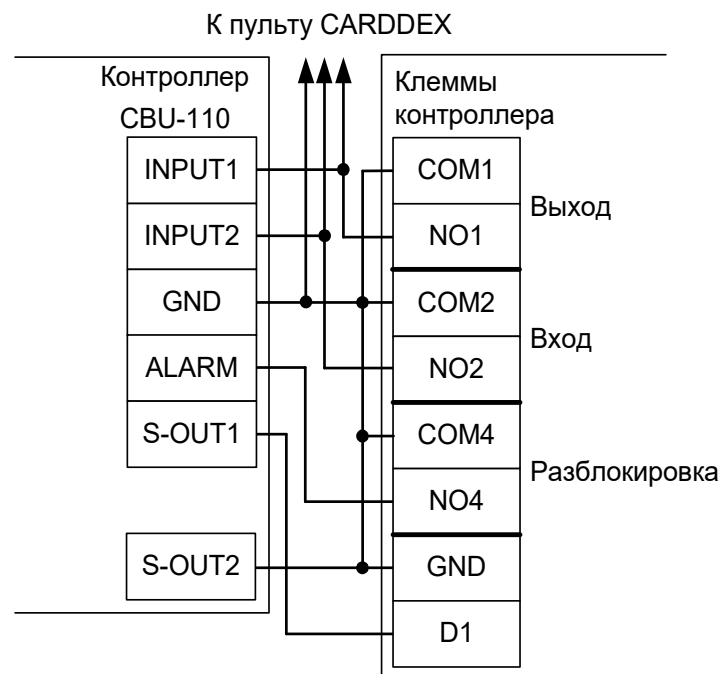 К пульту CARDDEX
Контроллер
CBU-110
INPUT1
INPUT2
GND
ALARM
S-OUT1
S-OUT2
Клеммы
контроллера
COM1
NO1
COM2
NO2
COM4
NO4
GND
D1
Выход
Вход
Разблокировка